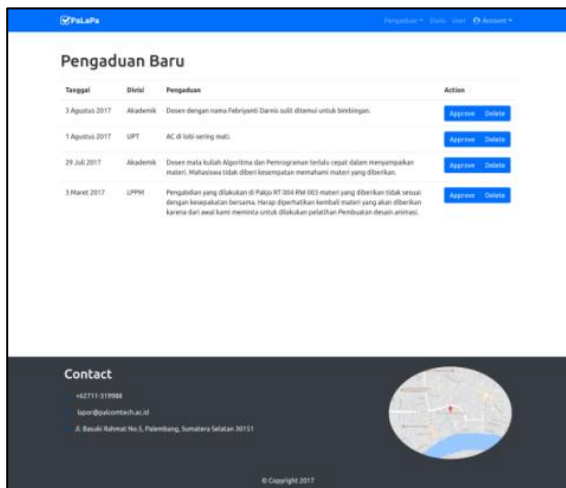 PaLaPa
Pengaduan Divisi User Account
Pengaduan Baru
Tanggal Divisi Pengaduan Action
3 Agustus 2017 Akademik Dosen dengan nama Febriyanti Darnis sulit ditemui untuk bimbingan. Approve Delete
1 Agustus 2017 UPT AC di lobi sering mati. Approve Delete
29 Juli 2017 Akademik Dosen mata kuliah Algoritma dan Pemrograman terlalu cepat dalam menyampaikan
materi. Mahasiswa tidak diberi kesempatan memahami materi yang diberikan. Approve Delete
3 Maret 2017 LPPM Pengabdian yang dilakukan di Pakjo RT 004 RW 003 materi yang diberikan tidak sesuai
dengan kesepakatan bersama. Harap diperhatikan kembali materi yang akan diberikan
karena dari awal kami meminta untuk dilakukan pelatihan Pembuatan desain animasi. Approve Delete
Contact
+62711-319988
lapor@palcomtech.ac.id
Jl. Basuki Rahmat No.5, Palembang, Sumatera Selatan 30151
© Copyright 2017